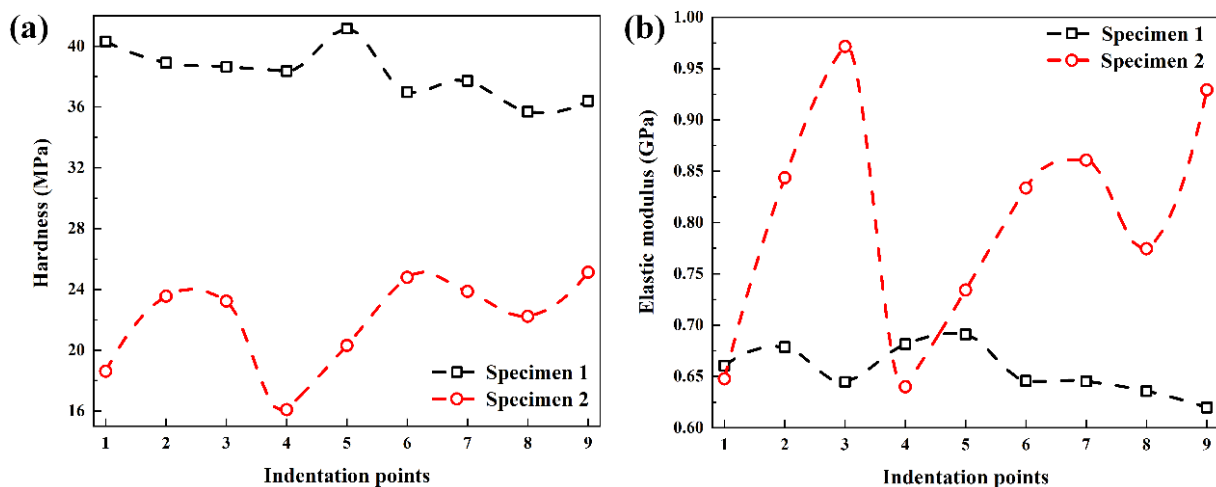 (a)
Hardness (MPa)
40
36
32
28
24
20
16
Specimen 1
Specimen 2
1 2 3 4 5 6 7 8 9
Indentation points
(b)
Elastic modulus (GPa)
1.00
0.95
0.90
0.85
0.80
0.75
0.70
0.65
0.60
Specimen 1
Specimen 2
1 2 3 4 5 6 7 8 9
Indentation points